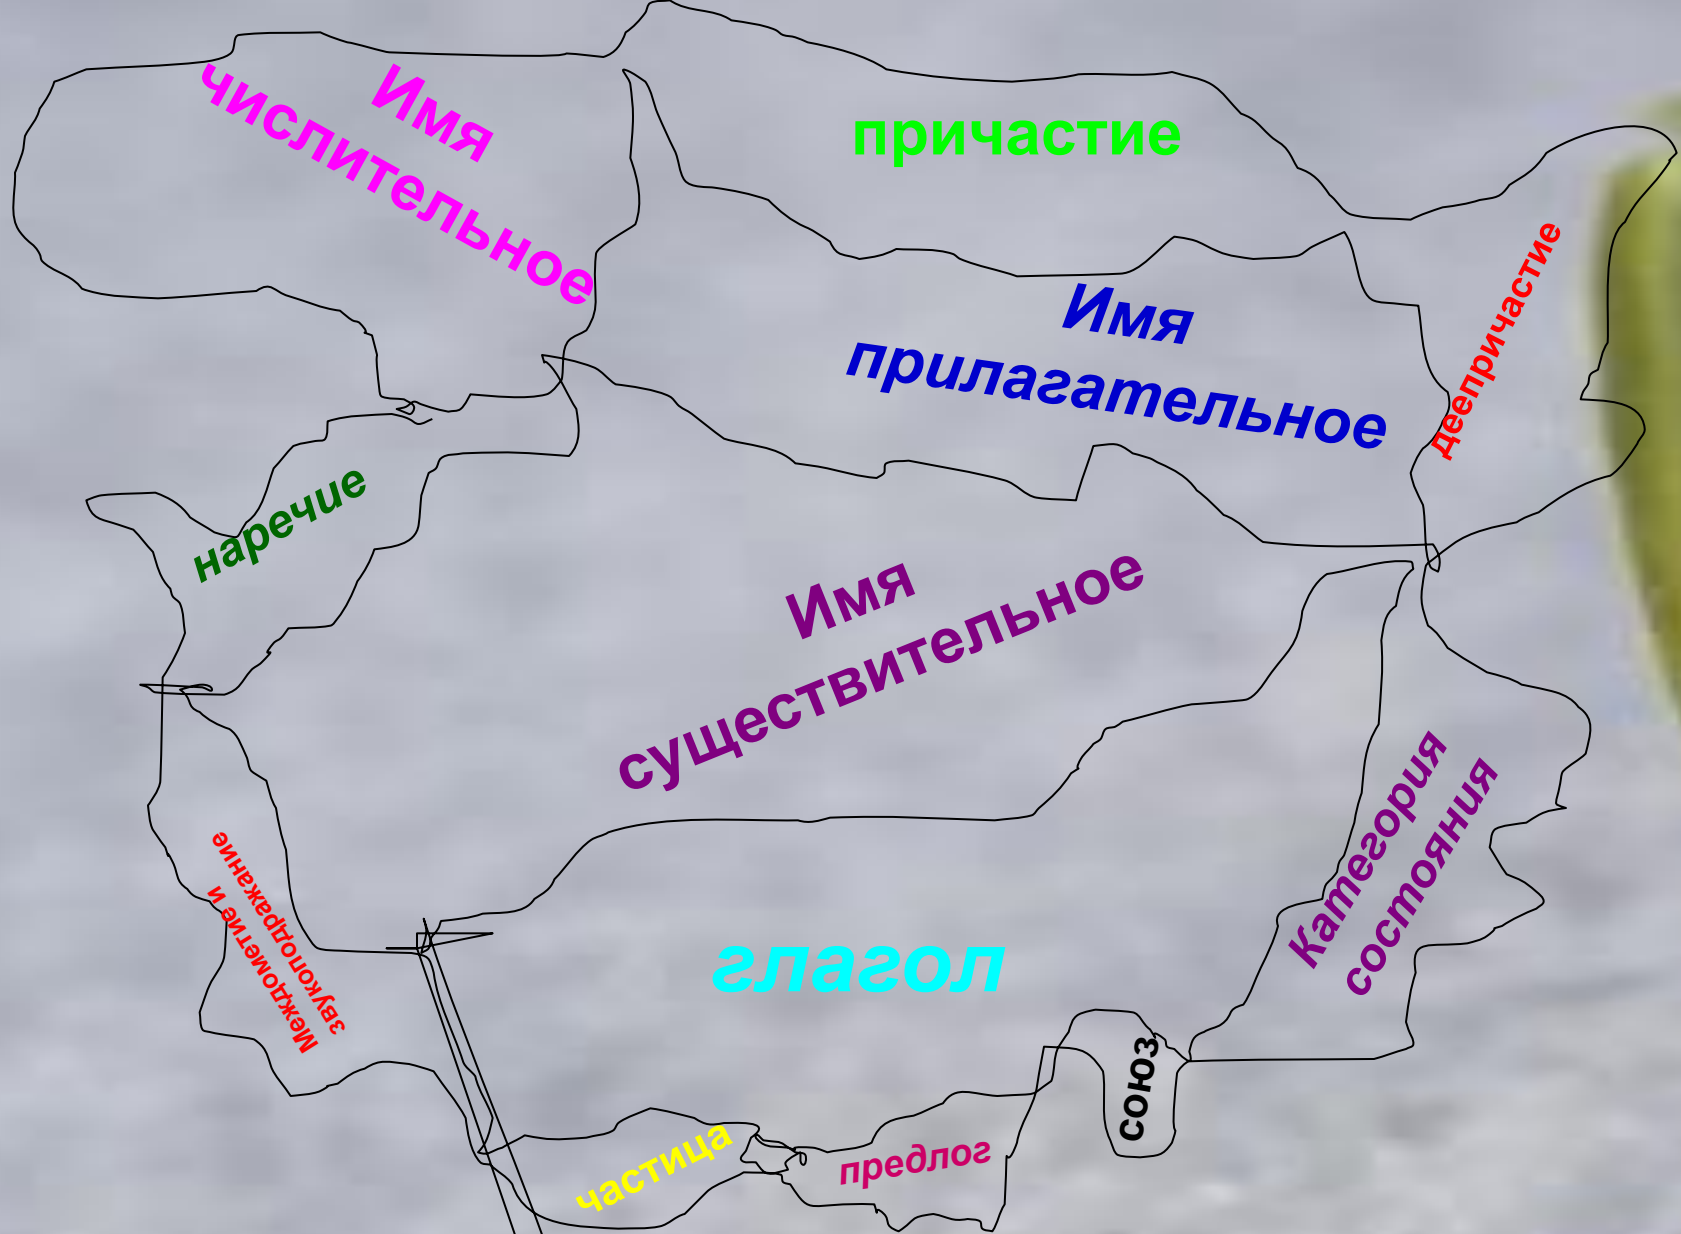 Имя
числительное
причастие
Имя
прилагательное
деепричастие
наречие
Имя
существительное
Категория
состояния
Междометие и
звукоподражание
глагол
союз
частица
предлог